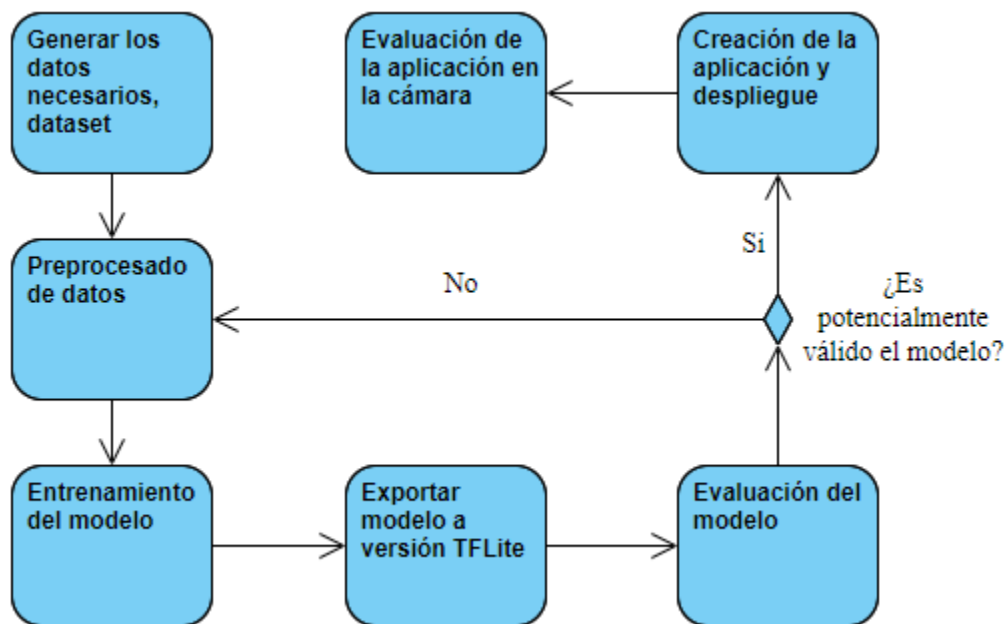 Generar los
datos
necesarios,
dataset
Evaluación de
la aplicación en
la cámara
Creación de la
aplicación y
despliegue
Preprocesado
de datos
No
Si
¿Es
potencialmente
válido el modelo?
Entrenamiento
del modelo
Exportar
modelo a
versión TFLite
Evaluación del
modelo